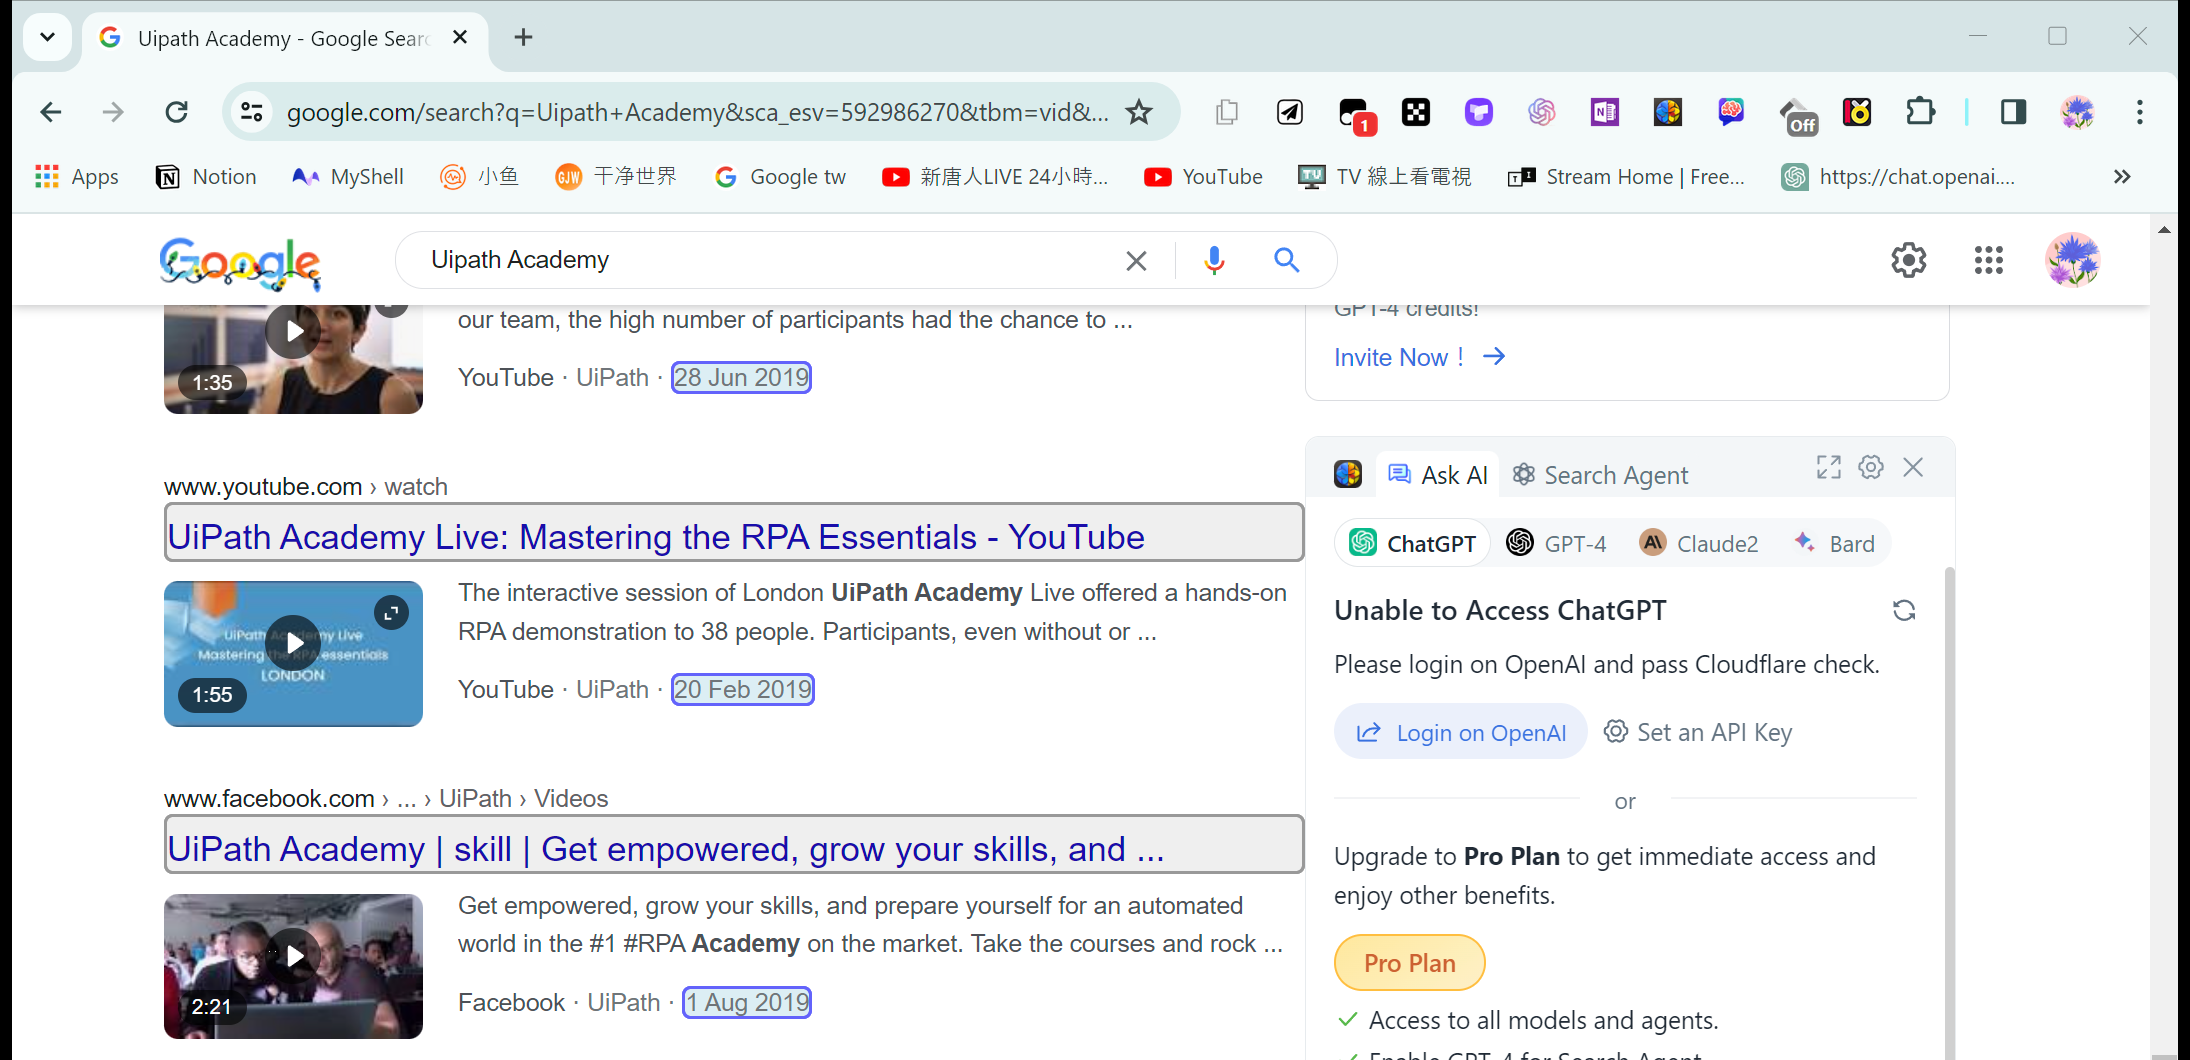 Uipath Academy - Google Sear
google.com/search?q=Uipath+Academy&sca_esv=592986270&tbm=vid&...
1
Off
Apps
Notion
MyShell
小鱼
GJW
干净世界
Google tw
新唐人LIVE 24小時...
YouTube
TV 線上看電視
Stream Home | Free...
https://chat.openai....
Google
Uipath Academy
our team, the high number of participants had the chance to ...
1:35
YouTube · UiPath · 28 Jun 2019
www.youtube.com › watch
UiPath Academy Live: Mastering the RPA Essentials - YouTube
The interactive session of London UiPath Academy Live offered a hands-on
RPA demonstration to 38 people. Participants, even without or ...
LONDON
1:55
YouTube · UiPath · 20 Feb 2019
www.facebook.com › ... › UiPath › Videos
UiPath Academy | skill | Get empowered, grow your skills, and ...
Get empowered, grow your skills, and prepare yourself for an automated
world in the #1 #RPA Academy on the market. Take the courses and rock ...
2:21
Facebook · UiPath · 1 Aug 2019
GPT-4 credits!
Invite Now！
Ask AI
Search Agent
ChatGPT
GPT-4
Claude2
Bard
Unable to Access ChatGPT
Please login on OpenAI and pass Cloudflare check.
Login on OpenAI
Set an API Key
or
Upgrade to Pro Plan to get immediate access and
enjoy other benefits.
Pro Plan
Access to all models and agents.
Enable GPT-4 for Search Agent